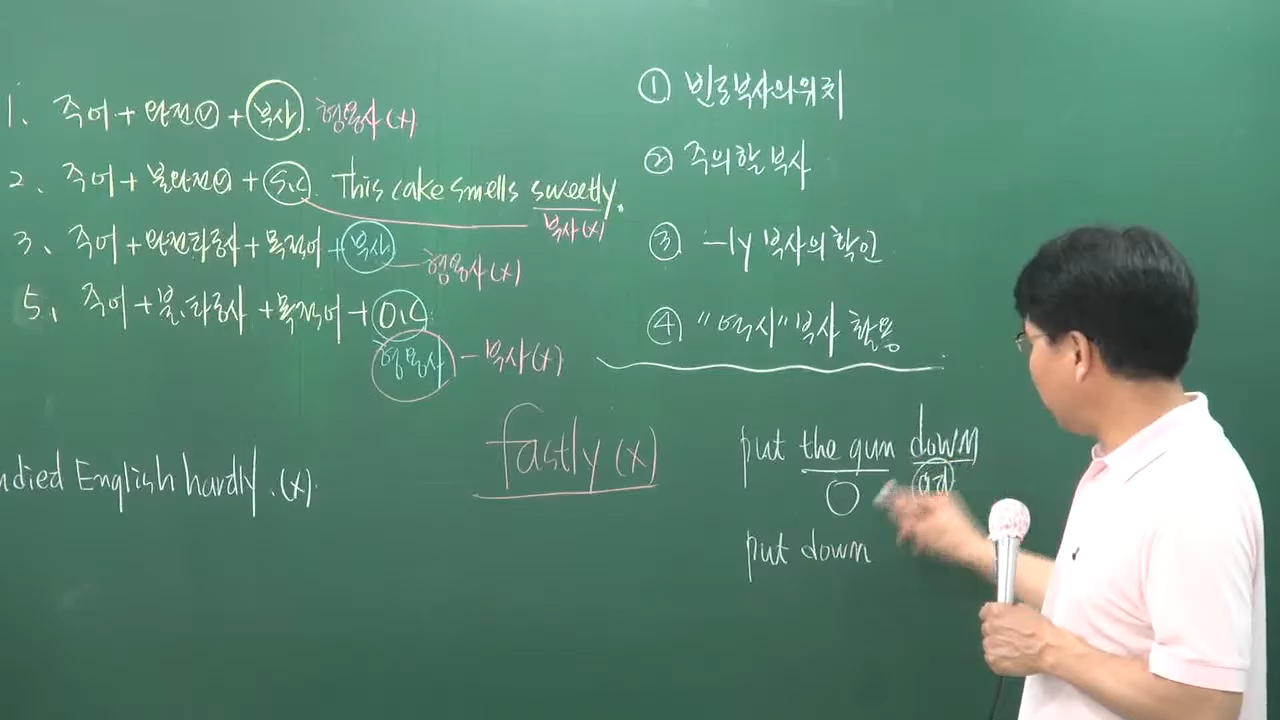 1. 주어+완전ⓥ+부사. 형용사(x)
2. 주어+불완전ⓥ+S.C. This cake smells sweetly.
부사(x)
3. 주어+완전타동사+목적어+부사 - 형용사(x)
5. 주어+불.타동사+목적어+O.C
형용사 - 부사(x)
udied English hardly.(x).
fastly(x)
① 빈도부사의 위치
② 주의할 부사
③ -ly 부사의 확인
④ "역시" 부사 활용
put the gun down
O ad
put down